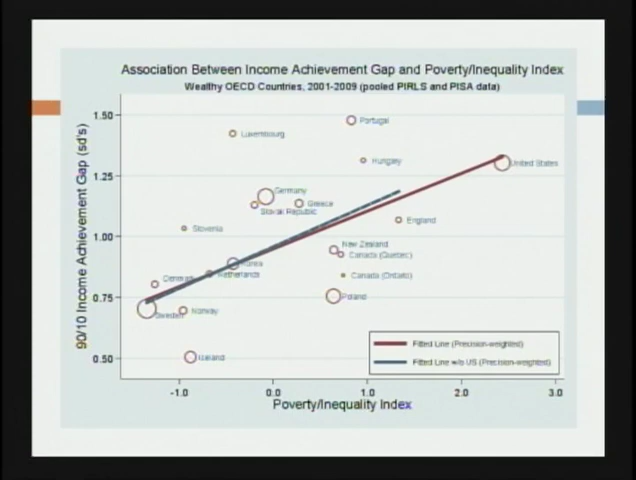 Association Between Income Achievement Gap and Poverty/Inequality Index
Wealthy OECD Countries, 2001-2009 (pooled PIRLS and PISA data)
90/10 Income Achievement Gap (sd's)
1.50
1.25
1.00
0.75
0.50
Portugal
Luxembourg
Hungary
United States
Germany
Greece
Slovak Republic
England
Slovenia
New Zealand
Canada (Quebec)
Korea
Netherlands
Canada (Ontario)
Denmark
Poland
Sweden
Norway
Iceland
Fitted Line (Precision-weighted)
Fitted Line w/o US (Precision-weighted)
-1.0
0.0
1.0
2.0
3.0
Poverty/Inequality Index